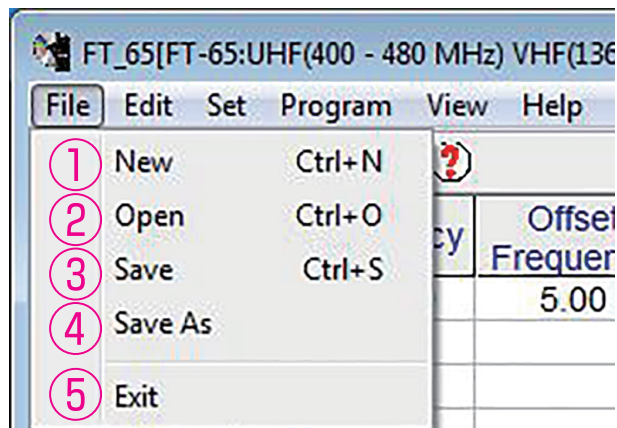 FT_65[FT-65:UHF(400 - 480 MHz) VHF(136
File Edit Set Program View Help
① New Ctrl+N
② Open Ctrl+O
③ Save Ctrl+S
④ Save As
⑤ Exit
Offset
Frequen
5.00